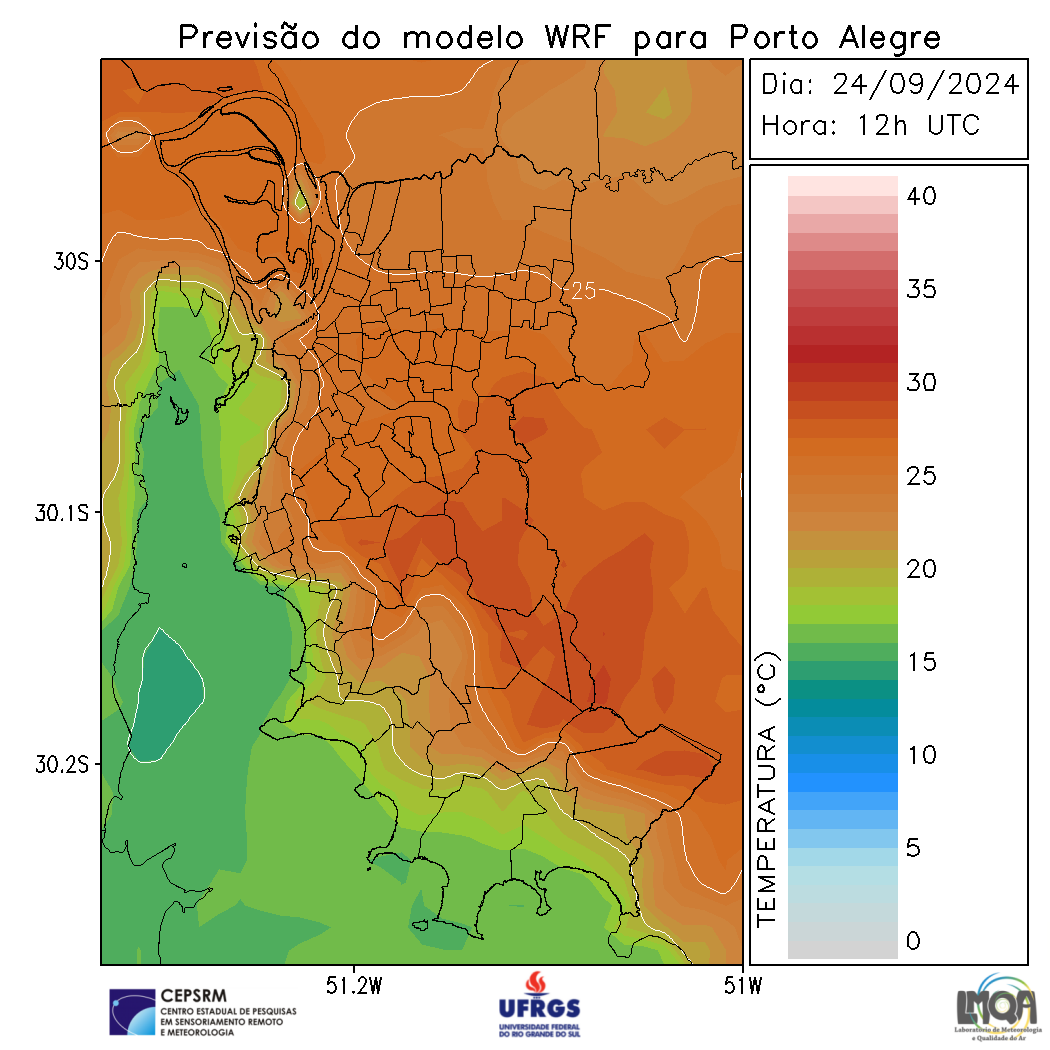 Previsão do modelo WRF para Porto Alegre
Dia: 24/09/2024
Hora: 12h UTC
30S
30.1S
30.2S
51.2W
51W
25
TEMPERATURA (°C)
40
35
30
25
20
15
10
5
0
CEPSRM
CENTRO ESTADUAL DE PESQUISAS
EM SENSORIAMENTO REMOTO
E METEOROLOGIA
UFRGS
UNIVERSIDADE FEDERAL
DO RIO GRANDE DO SUL
LMQA
Laboratório de Meteorologia
e Qualidade do Ar